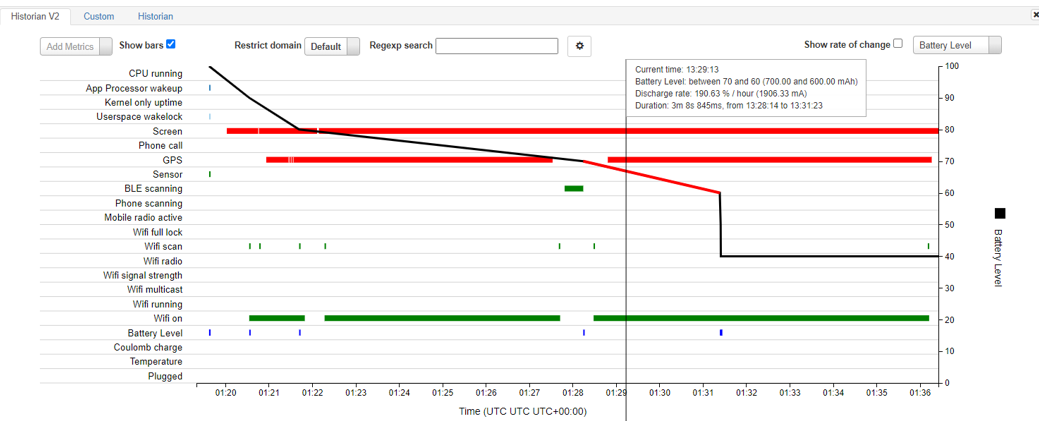 Historian V2 Custom Historian
Add Metrics Show bars Restrict domain Default Regexp search Show rate of change Battery Level
Current time: 13:29:13
Battery Level: between 70 and 60 (700.00 and 600.00 mAh)
Discharge rate: 190.63 % / hour (1906.33 mA)
Duration: 3m 8s 845ms, from 13:28:14 to 13:31:23
CPU running
App Processor wakeup
Kernel only uptime
Userspace wakelock
Screen
Phone call
GPS
Sensor
BLE scanning
Phone scanning
Mobile radio active
Wifi full lock
Wifi scan
Wifi radio
Wifi signal strength
Wifi multicast
Wifi running
Wifi on
Battery Level
Coulomb charge
Temperature
Plugged
100
90
80
70
60
50
40
30
20
10
0
Battery Level
01:20 01:21 01:22 01:23 01:24 01:25 01:26 01:27 01:28 01:29 01:30 01:31 01:32 01:33 01:34 01:35 01:36
Time (UTC UTC UTC+00:00)